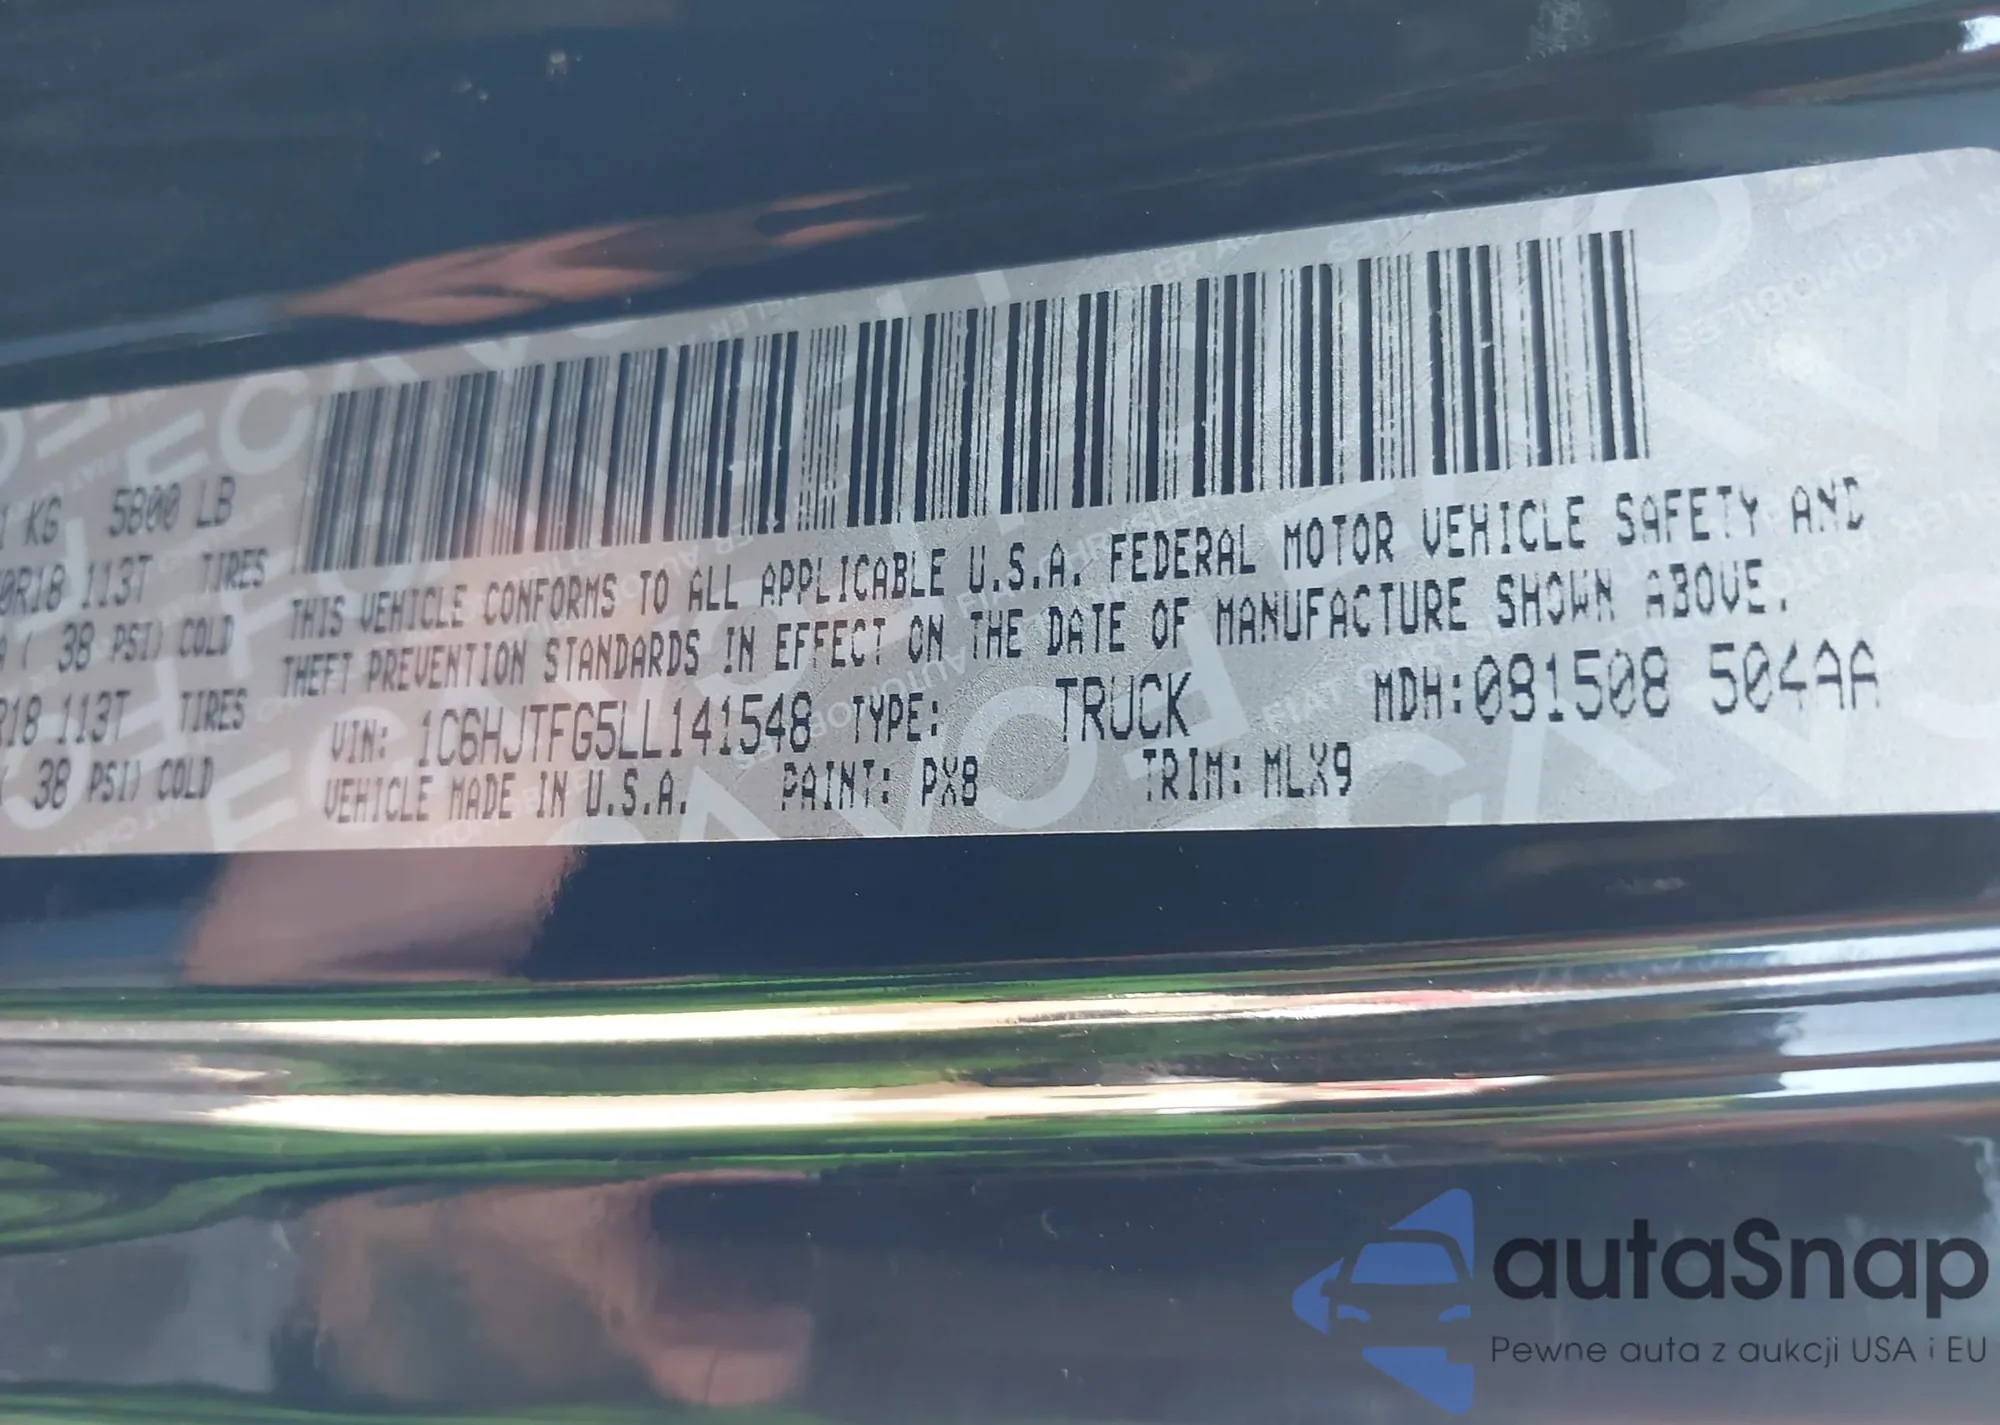 1 KG 5800 LB
0R18 113T TIRES
A ( 38 PSI) COLD
R18 113T TIRES
( 38 PSI) COLD
THIS VEHICLE CONFORMS TO ALL APPLICABLE U.S.A. FEDERAL MOTOR VEHICLE SAFETY AND
THEFT PREVENTION STANDARDS IN EFFECT ON THE DATE OF MANUFACTURE SHOWN ABOVE.
VIN: 1C6HJTFG5LL141548 TYPE: TRUCK MDH:081508 504AA
VEHICLE MADE IN U.S.A. PAINT: PX8 TRIM: MLX9
autaSnap
Pewne auta z aukcji USA i EU